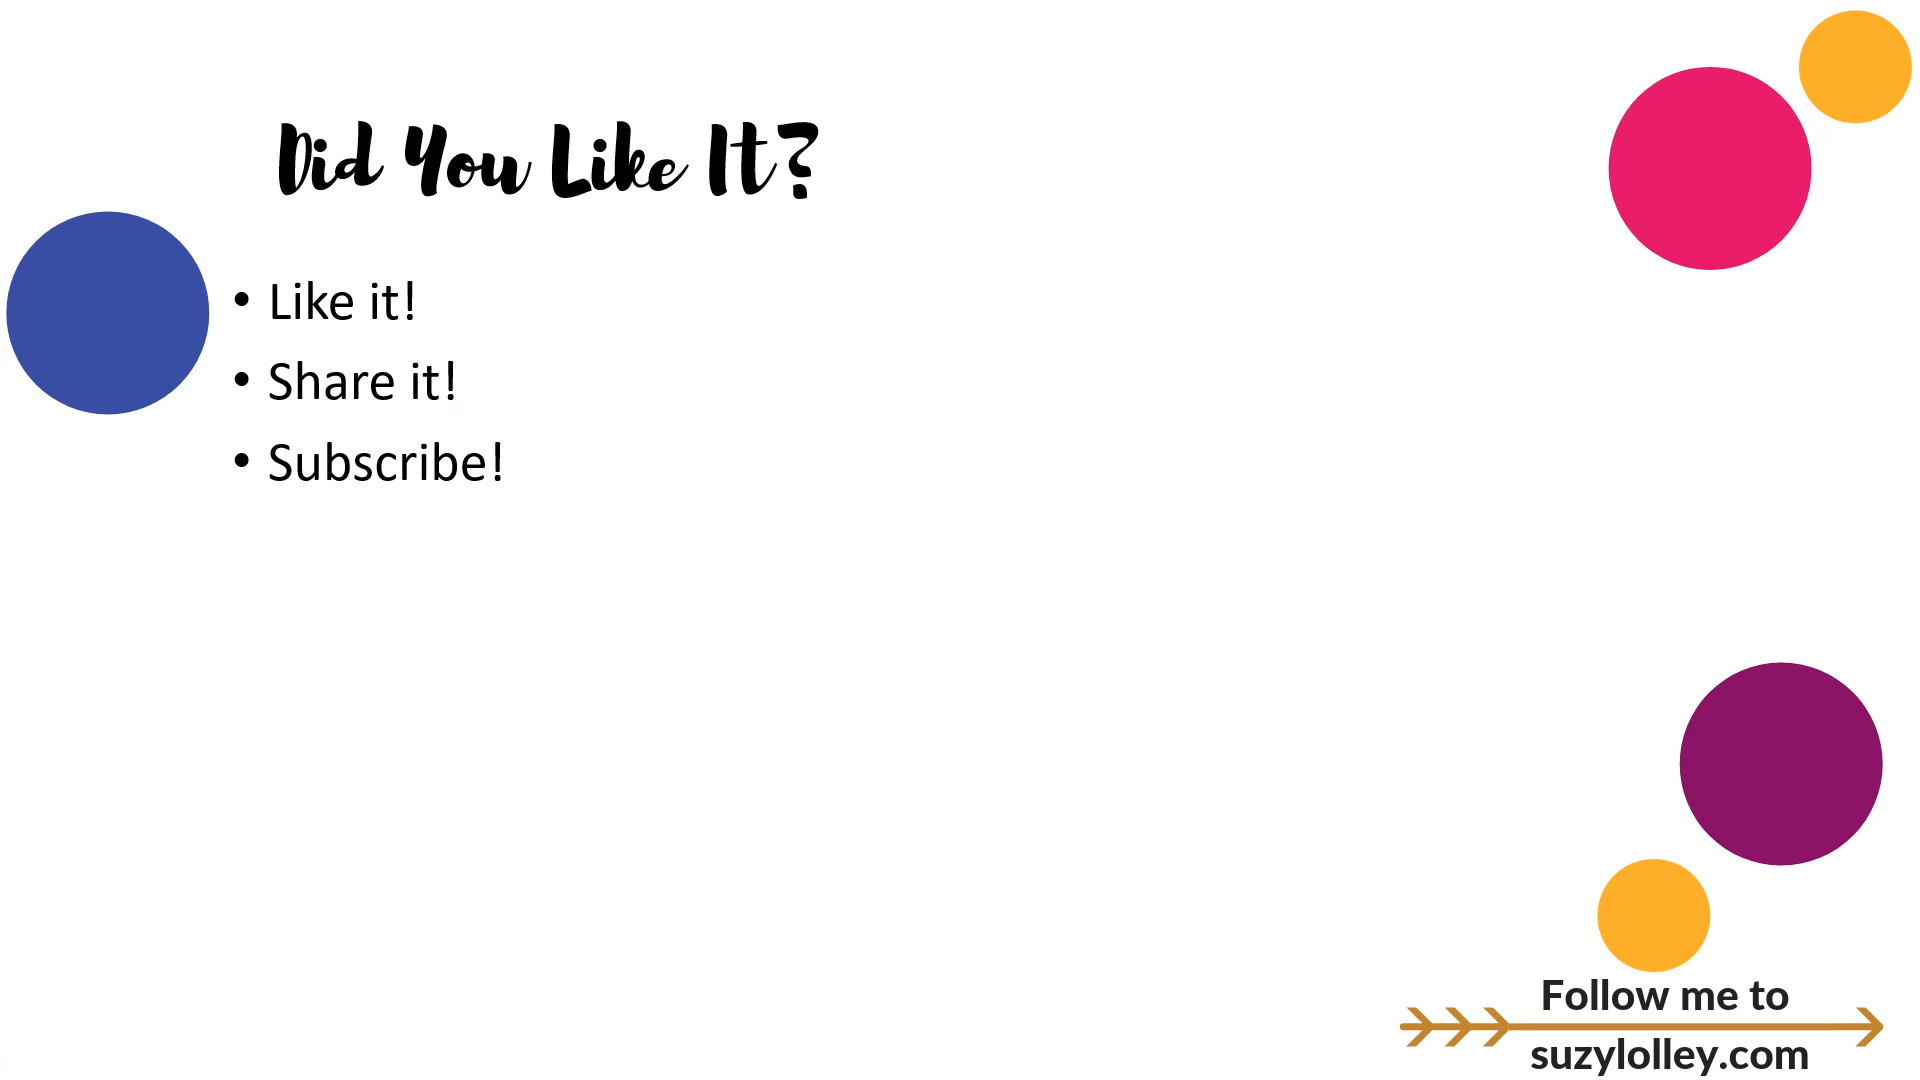 Did You Like It?
• Like it!
• Share it!
• Subscribe!
Follow me to
suzylolley.com